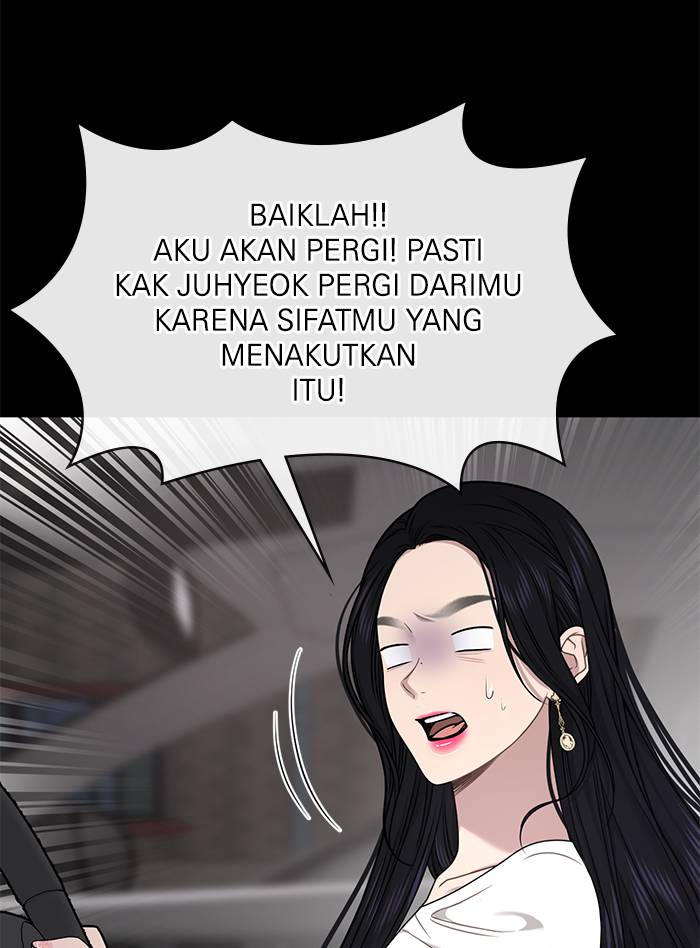 BAIKLAH!!
AKU AKAN PERGI! PASTI
KAK JUHYEOK PERGI DARIMU
KARENA SIFATMU YANG
MENAKUTKAN
ITU!